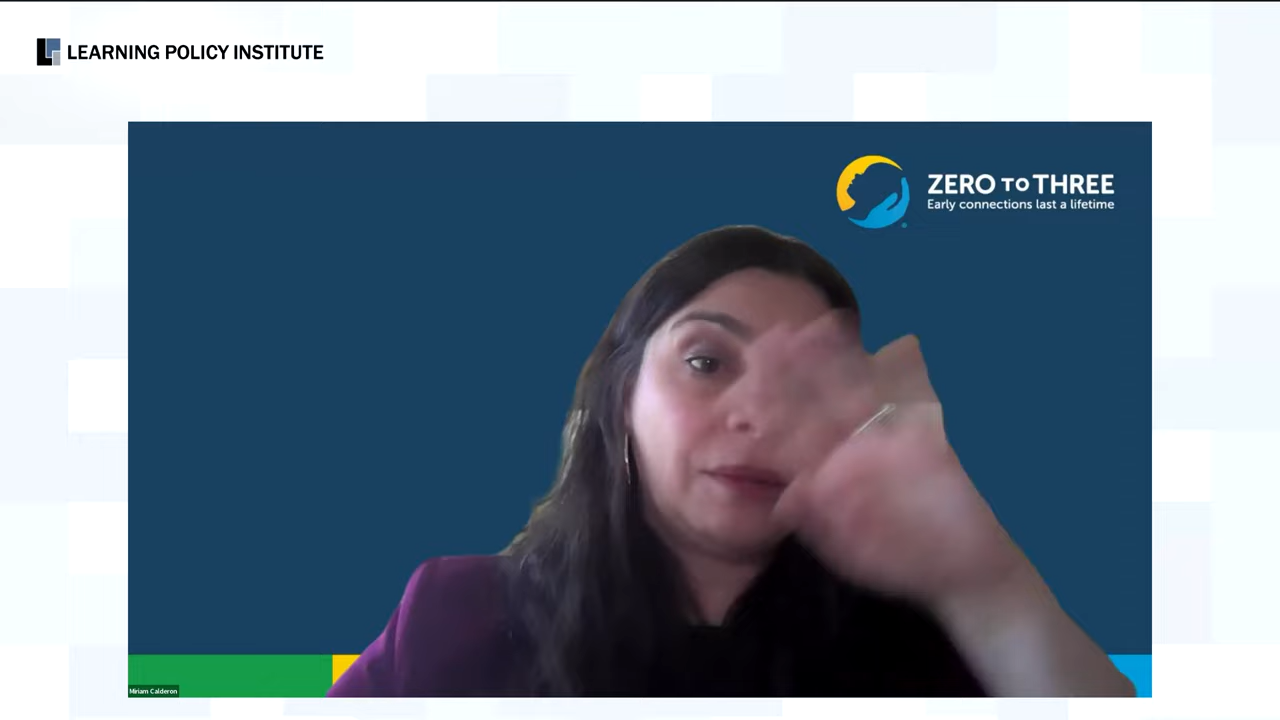 LEARNING POLICY INSTITUTE
ZERO TO THREE
Early connections last a lifetime
Miriam Calderon